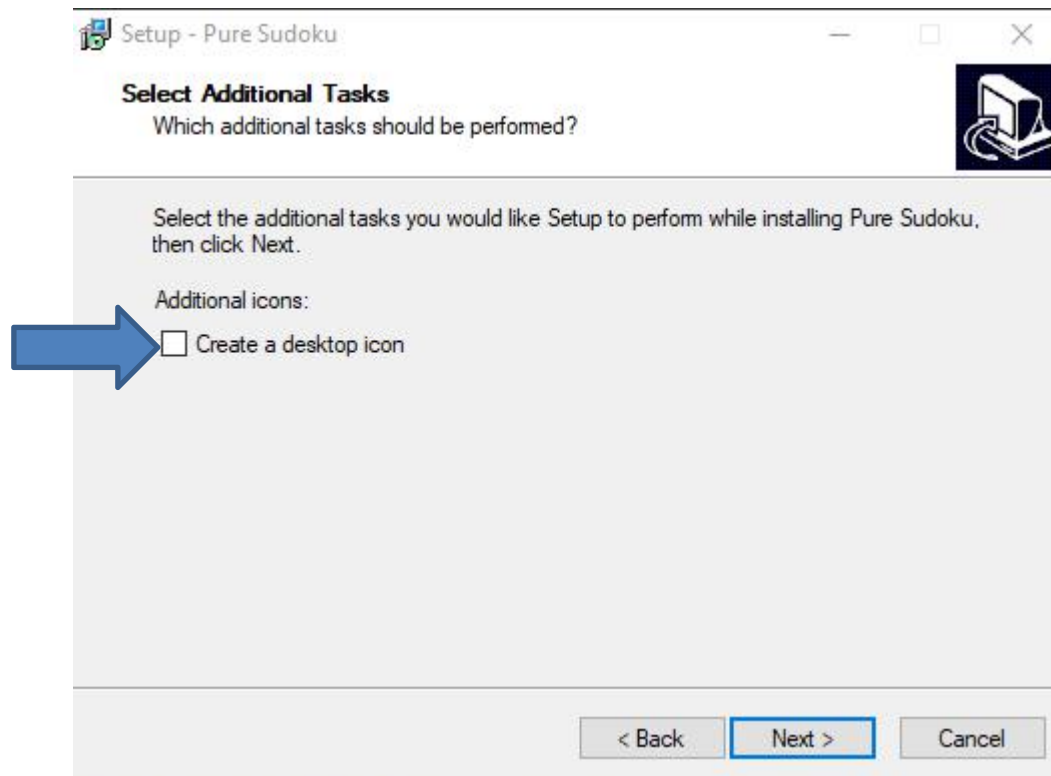 Setup - Pure Sudoku
Select Additional Tasks
Which additional tasks should be performed?
Select the additional tasks you would like Setup to perform while installing Pure Sudoku,
then click Next.
Additional icons:
Create a desktop icon
< Back
Next >
Cancel